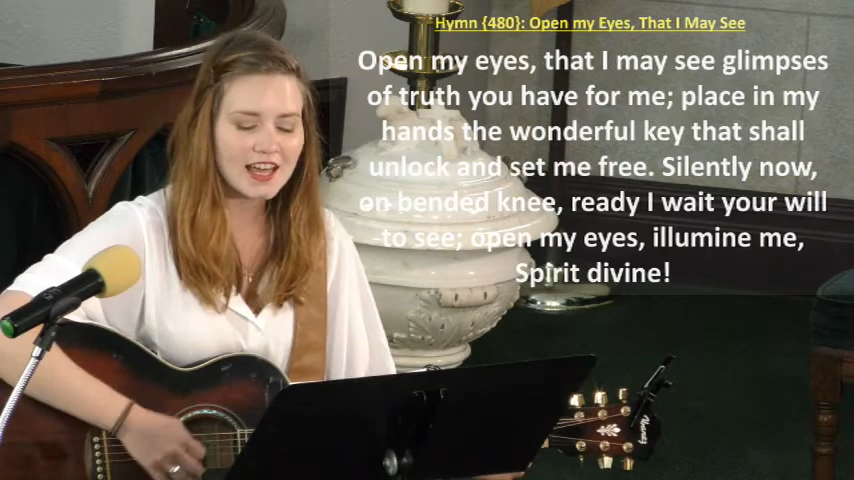 Hymn {480}: Open my Eyes, That I May See
Open my eyes, that I may see glimpses
of truth you have for me; place in my
hands the wonderful key that shall
unlock and set me free. Silently now,
on bended knee, ready I wait your will
to see; open my eyes, illumine me,
Spirit divine!
Ibanez